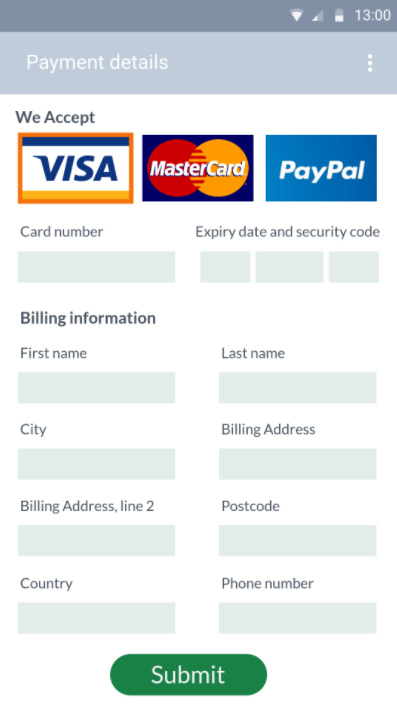 13:00
Payment details
We Accept
VISA MasterCard PayPal
Card number Expiry date and security code
Billing information
First name Last name
City Billing Address
Billing Address, line 2 Postcode
Country Phone number
Submit